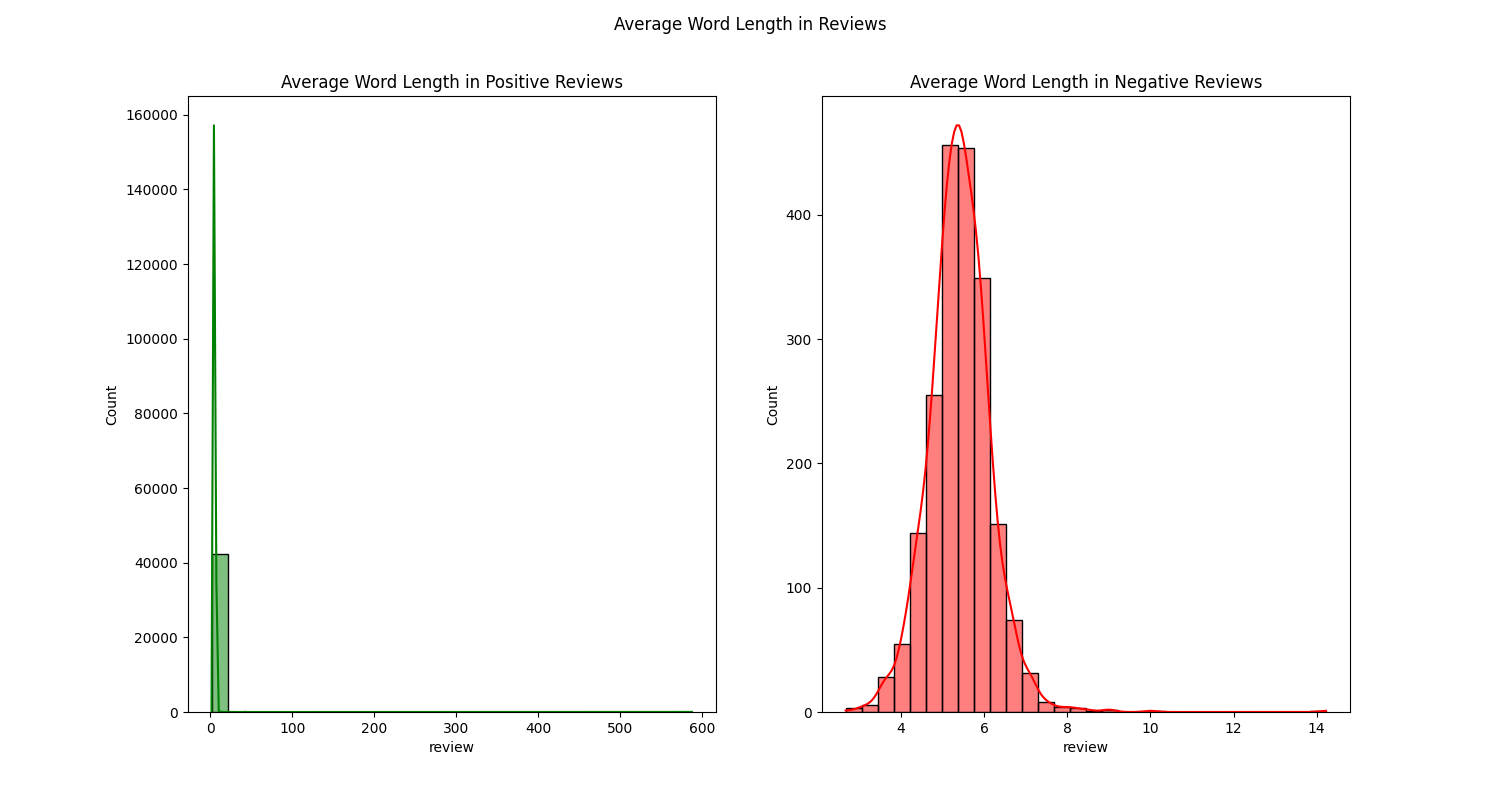 Average Word Length in Reviews
Average Word Length in Positive Reviews
160000
140000
120000
100000
80000
60000
40000
20000
0
Count
0 100 200 300 400 500 600
review
Average Word Length in Negative Reviews
400
300
200
100
0
Count
4 6 8 10 12 14
review